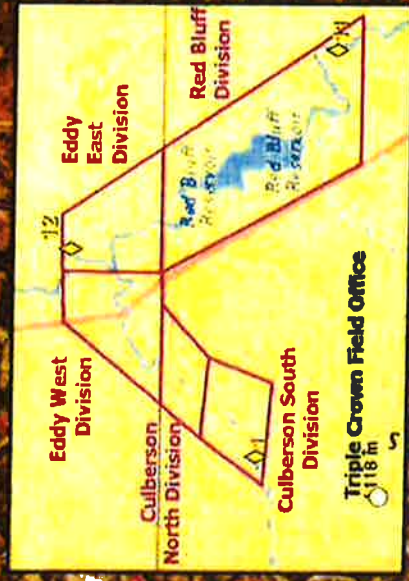 12
Eddy
East
Division
Red Bluff
Division
Eddy West
Division
Red Bluff
Reservoir
Red Bluff
Reservoir
Culberson
North Division
Culberson South
Division
Triple Crown Field Office
118 m